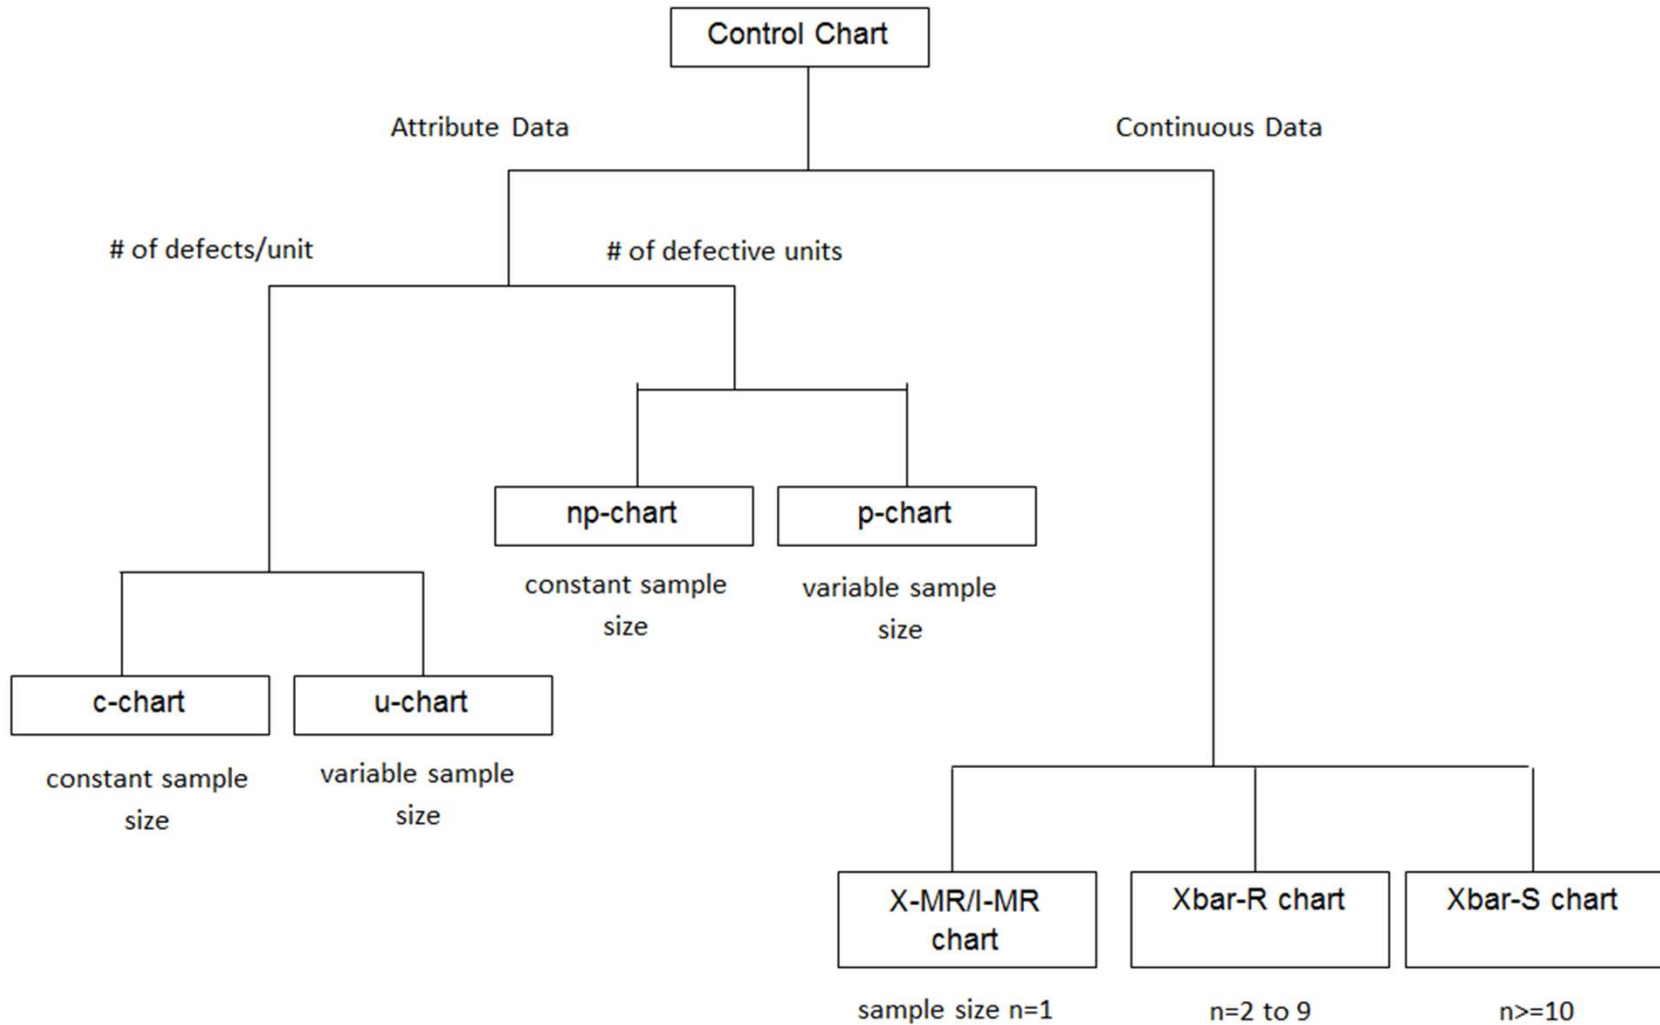 Control Chart
Attribute Data
Continuous Data
# of defects/unit
# of defective units
np-chart
p-chart
constant sample
size
variable sample
size
c-chart
u-chart
constant sample
size
variable sample
size
X-MR/I-MR
chart
Xbar-R chart
Xbar-S chart
sample size n=1
n=2 to 9
n>=10